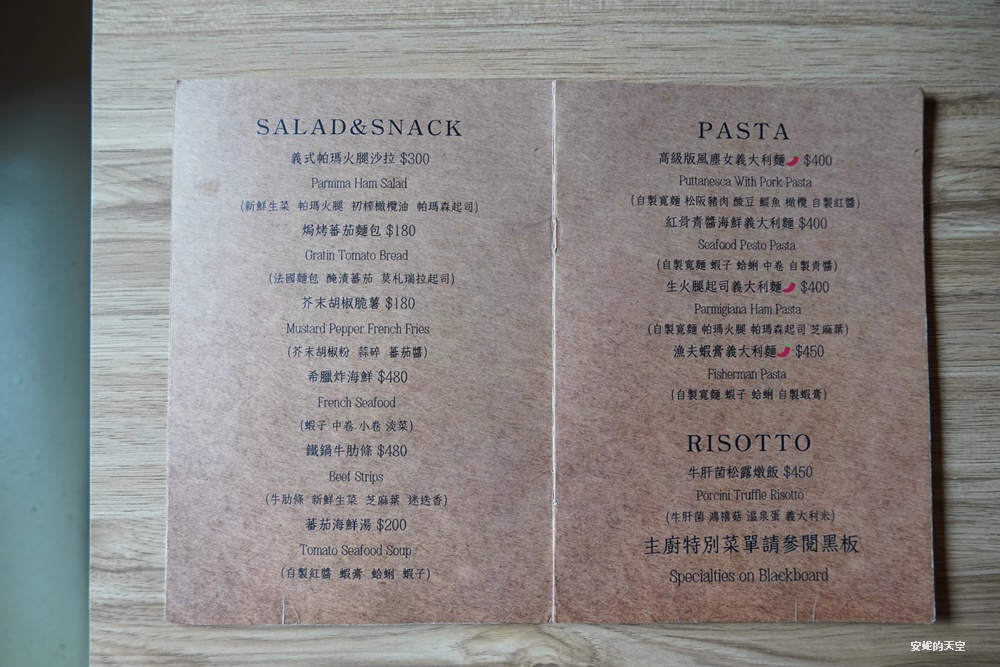 SALAD&SNACK
義式帕瑪火腿沙拉 $300
Parmma Ham Salad
(新鮮生菜 帕瑪火腿 初榨橄欖油 帕瑪森起司)
焗烤蕃茄麵包 $180
Gratin Tomato Bread
(法國麵包 醃漬蕃茄 莫札瑞拉起司)
芥末胡椒脆薯 $180
Mustard Pepper French Fries
(芥末胡椒粉 蒜碎 蕃茄醬)
希臘炸海鮮 $480
French Seafood
(蝦子 中卷 小卷 淡菜)
鐵鍋牛肋條 $480
Beef Strips
(牛肋條 新鮮生菜 芝麻葉 迷迭香)
蕃茄海鮮湯 $200
Tomato Seafood Soup
(自製紅醬 蝦膏 蛤蜊 蝦子)
PASTA
高級版風塵女義大利麵 $400
Puttanesca With Pork Pasta
(自製寬麵 松阪豬肉 酸豆 鯷魚 橄欖 自製紅醬)
紅骨青醬海鮮義大利麵 $400
Seafood Pesto Pasta
(自製寬麵 蝦子 蛤蜊 中卷 自製青醬)
生火腿起司義大利麵 $400
Parmigiana Ham Pasta
(自製寬麵 帕瑪火腿 帕瑪森起司 芝麻葉)
漁夫蝦膏義大利麵 $450
Fisherman Pasta
(自製寬麵 蝦子 蛤蜊 自製蝦膏)
RISOTTO
牛肝菌松露燉飯 $450
Porcini Truffle Risotto
(牛肝菌 鴻禧菇 溫泉蛋 義大利米)
主廚特別菜單請參閱黑板
Specialties on Blackboard
安妮的天空